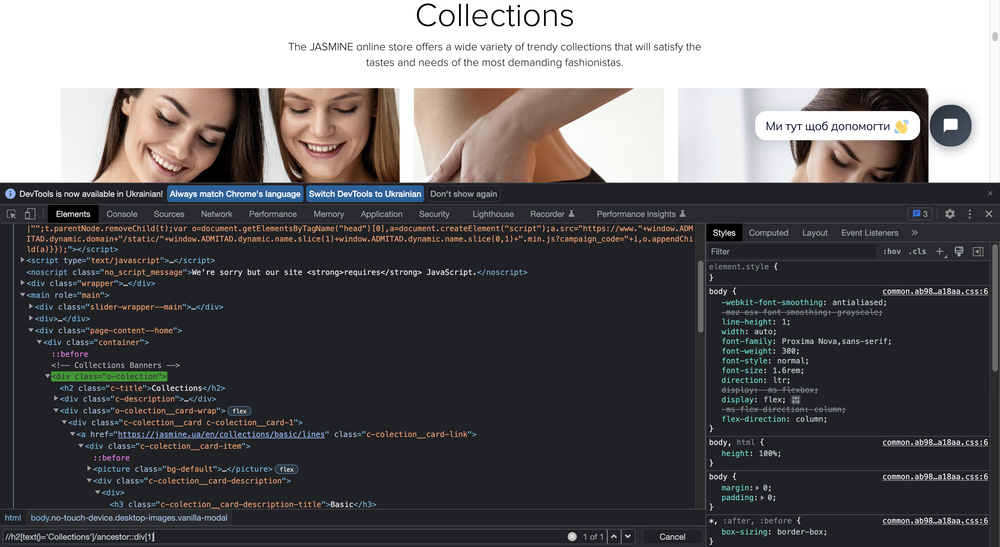 Collections
The JASMINE online store offers a wide variety of trendy collections that will satisfy the
tastes and needs of the most demanding fashionistas.
Ми тут щоб допомогти 👋
DevTools is now available in Ukrainian! Always match Chrome's language Switch DevTools to Ukrainian Don't show again
Elements Console Sources Network Performance Memory Application Security Lighthouse Recorder Performance insights 3
|"";t.parentNode.removeChild(t);var o=document.getElementsByTagName("head")[0],a=document.createElement("script");a.src="https://www."+window.ADM
ITAD.dynamic.domain+"/static/"+window.ADMITAD.dynamic.name.slice(1)+window.ADMITAD.dynamic.name.slice(0,1)+".min.js?campaign_code="+i,o.appendChi
ld(a)}});"></script>
<script type="text/javascript">…</script>
<noscript class="no_script_message">We're sorry but our site <strong>requires</strong> JavaScript.</noscript>
<div class="wrapper">…</div>
<main role="main">
<div class="slider-wrapper--main">…</div>
<div>…</div>
<div class="page-content--home">
<div class="container">
::before
<!-- Collections Banners -->
<div class="o-colection">
<h2 class="c-title">Collections</h2>
<div class="c-description">…</div>
<div class="o-colection__card-wrap"> flex
<div class="c-colection__card c-colection__card-1">
<a href="https://jasmine.ua/en/collections/basic/lines" class="c-colection__card-link">
<div class="c-colection__card-item">
::before
<picture class="bg-default">…</picture> flex
<div class="c-colection__card-description">
<div>
<h3 class="c-colection__card-description-title">Basic</h3>
html body.no-touch-device.desktop-images.vanilla-modal
//h2[text()='Collections']/ancestor::div[1] 1 of 1 Cancel
Styles Computed Layout Event Listeners
Filter :hov .cls
element.style {
}
body { common.ab98…a18aa.css:6
-webkit-font-smoothing: antialiased;
-moz-osx-font-smoothing: grayscale;
line-height: 1;
width: auto;
font-family: Proxima Nova,sans-serif;
font-weight: 300;
font-style: normal;
font-size: 1.6rem;
direction: ltr;
display: -ms-flexbox;
display: flex;
-ms-flex-direction: column;
flex-direction: column;
}
body, html { common.ab98…a18aa.css:6
height: 100%;
}
body { common.ab98…a18aa.css:6
margin: 0;
padding: 0;
}
*, :after, :before { common.ab98…a18aa.css:6
box-sizing: border-box;
}